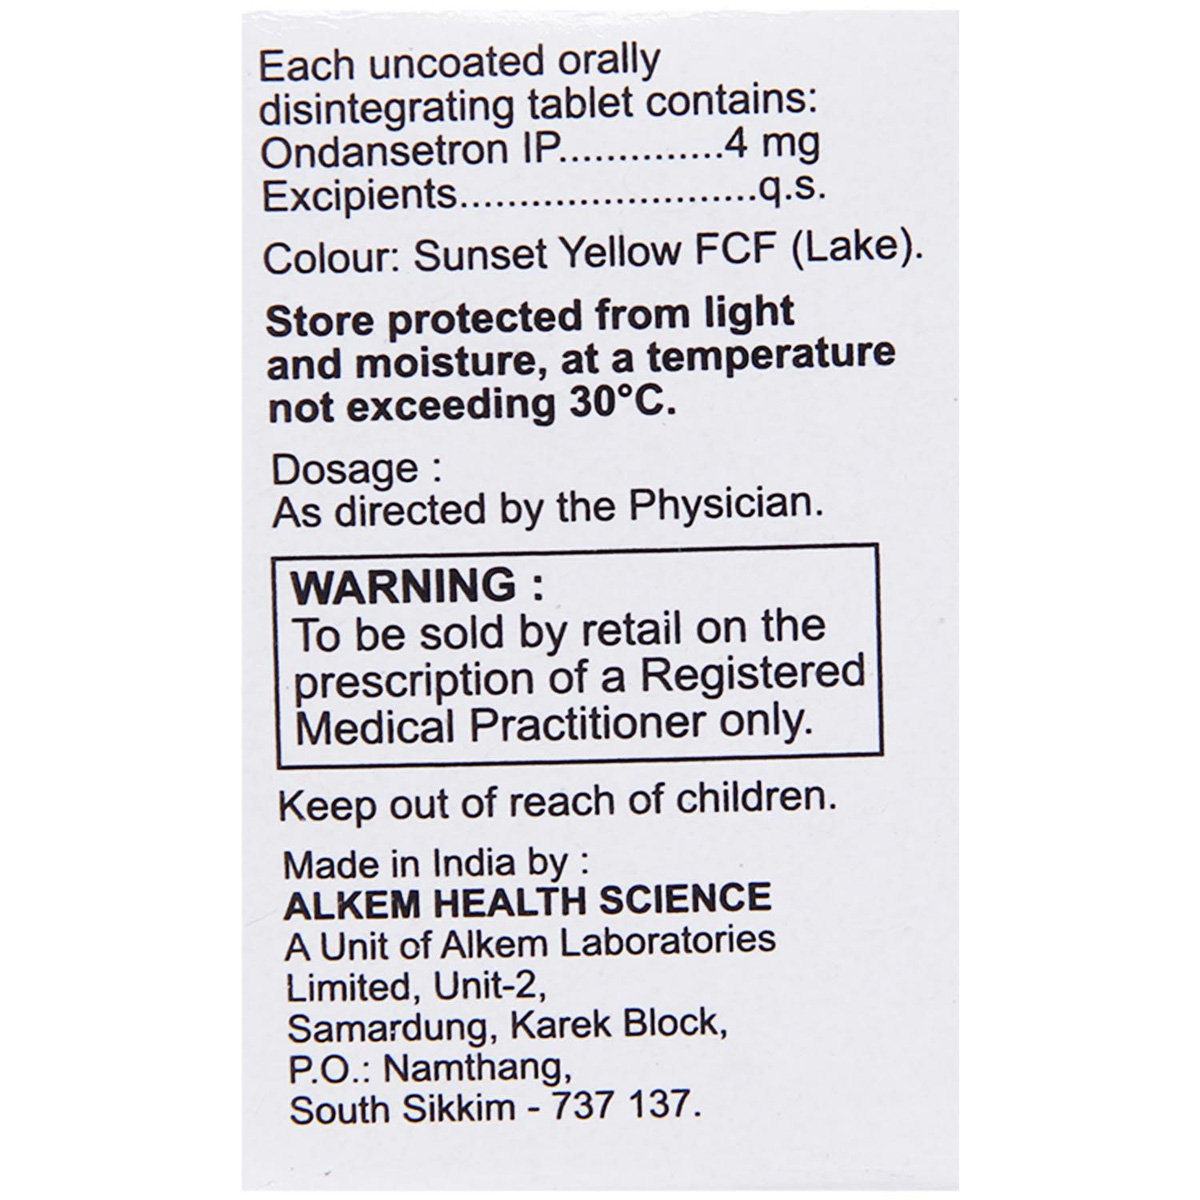 Each uncoated orally
disintegrating tablet contains:
Ondansetron IP..............4 mg
Excipients.........................q.s.
Colour: Sunset Yellow FCF (Lake).
Store protected from light
and moisture, at a temperature
not exceeding 30°C.
Dosage :
As directed by the Physician.
WARNING :
To be sold by retail on the
prescription of a Registered
Medical Practitioner only.
Keep out of reach of children.
Made in India by :
ALKEM HEALTH SCIENCE
A Unit of Alkem Laboratories
Limited, Unit-2,
Samardung, Karek Block,
P.O.: Namthang,
South Sikkim - 737 137.